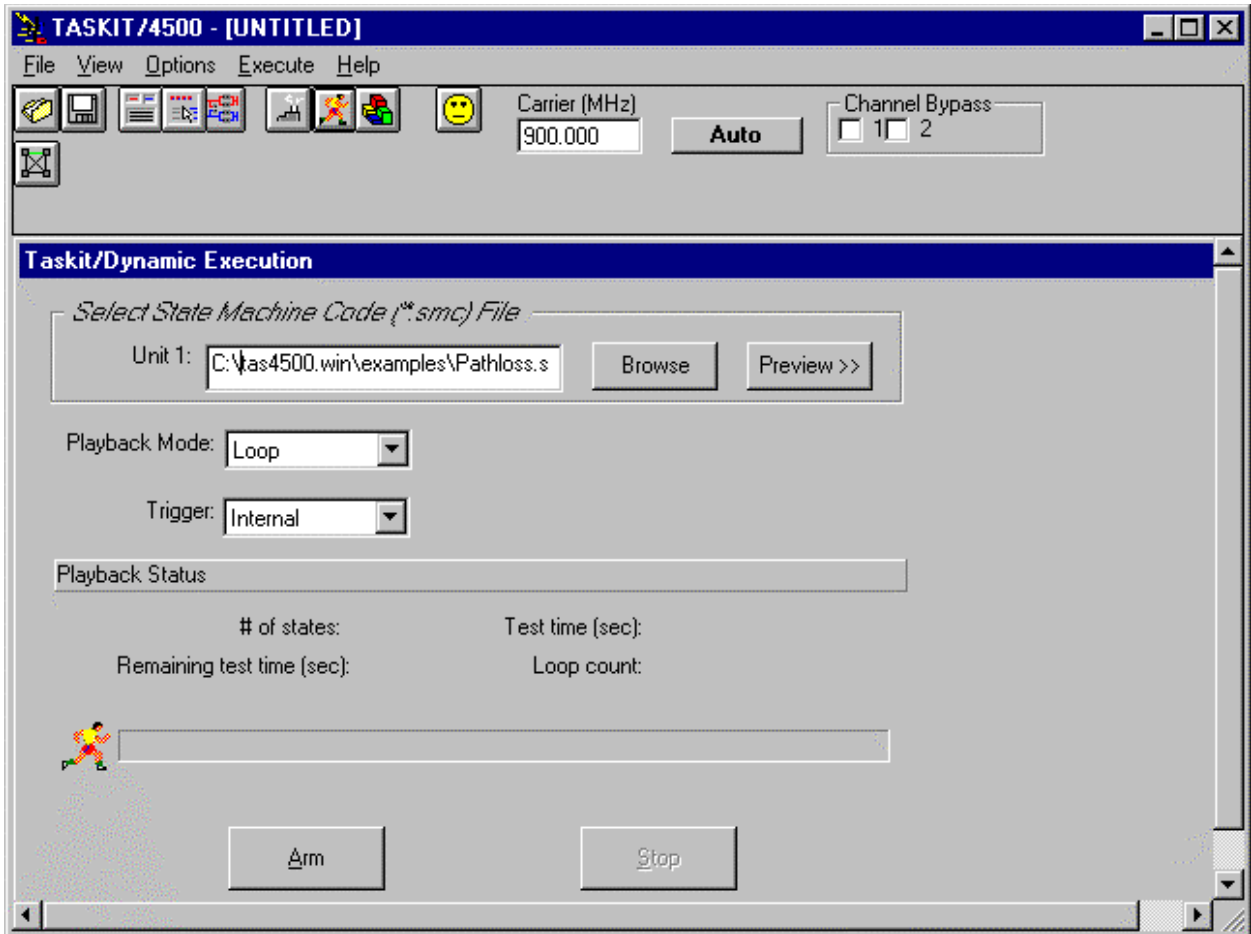 TASKIT/4500 - [UNTITLED]
File View Options Execute Help
Carrier (MHz)
900.000
Auto
Channel Bypass
1 2
Taskit/Dynamic Execution
Select State Machine Code (*.smc) File
Unit 1: C:\tas4500.win\examples\Pathloss.s Browse Preview >>
Playback Mode: Loop
Trigger: Internal
Playback Status
# of states: Test time (sec):
Remaining test time (sec): Loop count:
Arm Stop